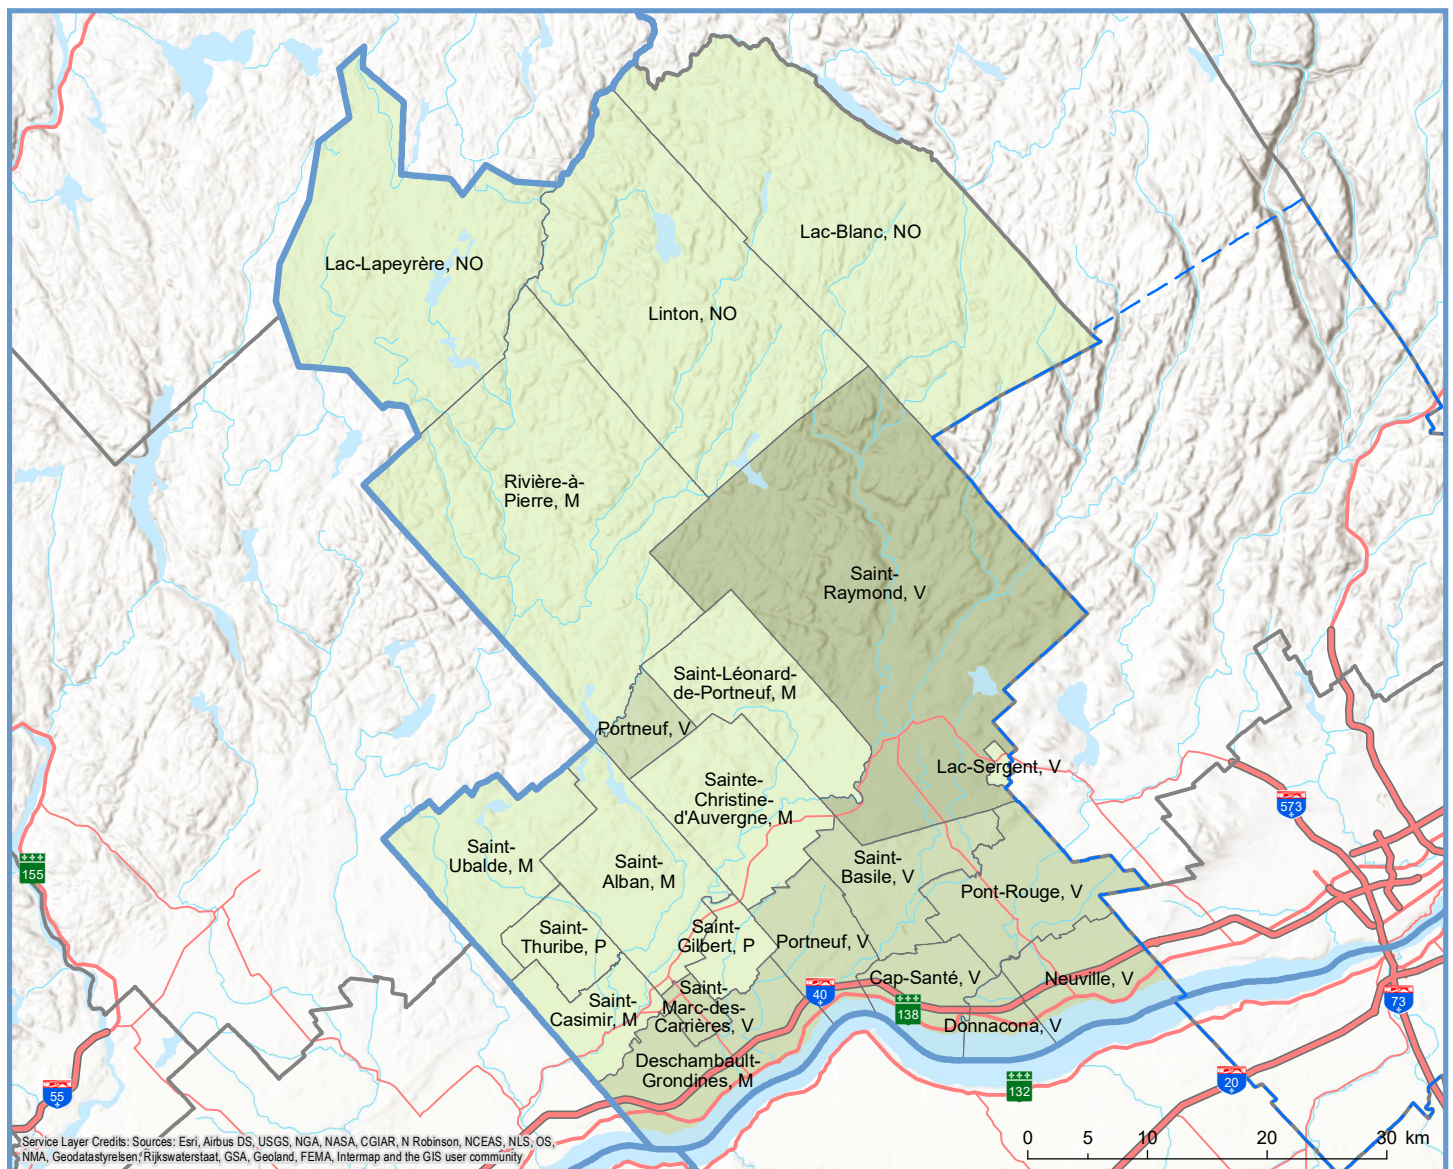 Lac-Blanc, NO
Lac-Lapeyrère, NO
Linton, NO
Rivière-à-
Pierre, M
Saint-
Raymond, V
Saint-Léonard-
de-Portneuf, M
Portneuf, V
Lac-Sergent, V
Sainte-
Christine-
d'Auvergne, M
573
Saint-
Ubalde, M
Saint-
Alban, M
Saint-
Basile, V
155
Pont-Rouge, V
Saint-
Thuribe, P
Saint-
Gilbert, P
Portneuf, V
Cap-Santé, V
Neuville, V
40
73
Saint-
Casimir, M
Saint-
Marc-des-
Carrières, V
138
Donnacona, V
Deschambault-
Grondines, M
132
20
55
Service Layer Credits: Sources: Esri, Airbus DS, USGS, NGA, NASA, CGIAR, N Robinson, NCEAS, NLS, OS,
NMA, Geodatastyrelsen, Rijkswaterstaat, GSA, Geoland, FEMA, Intermap and the GIS user community
0 5 10 20 30 km